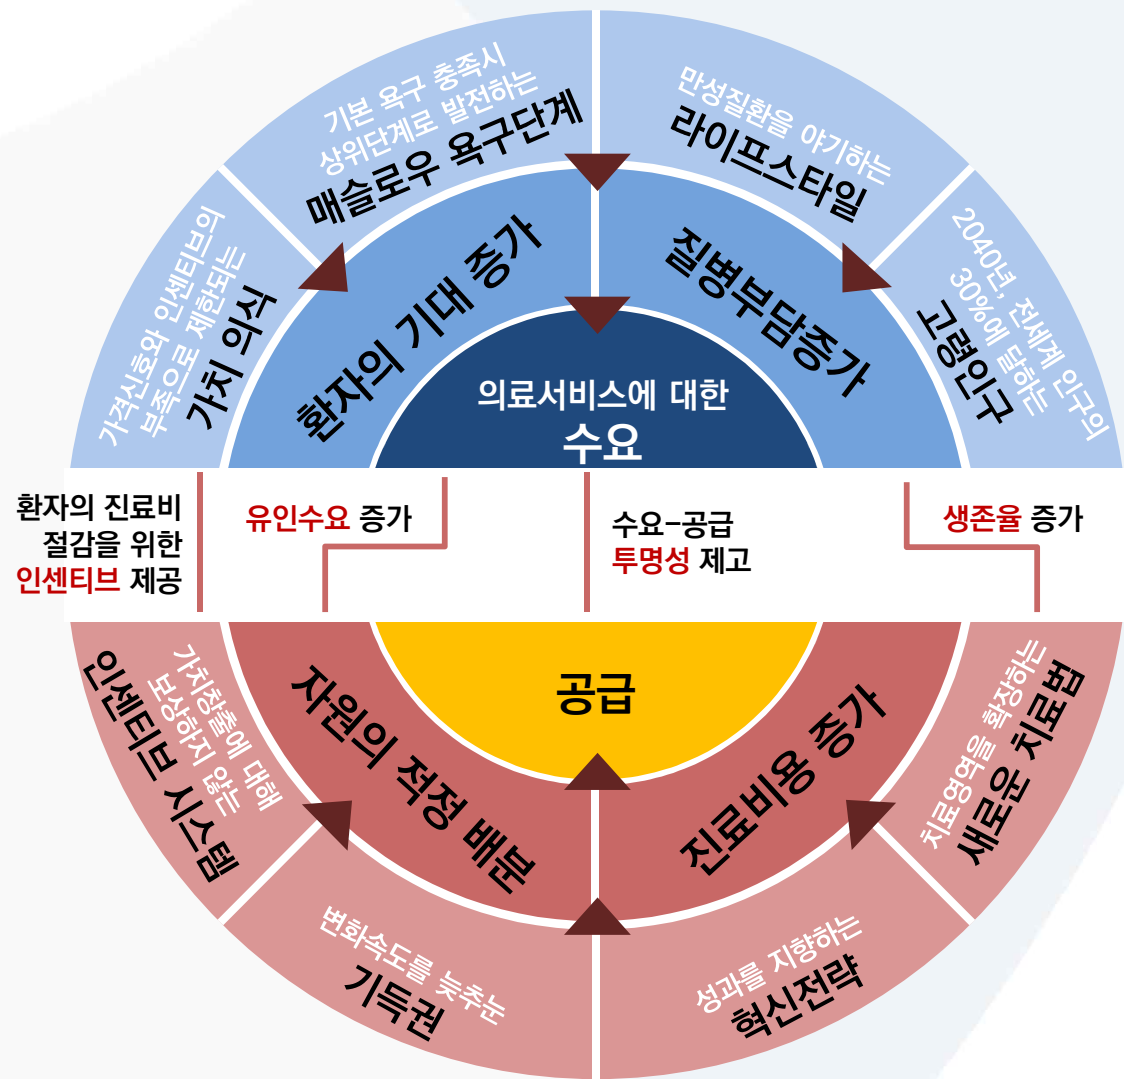 기본 욕구 충족시
상위단계로 발전하는
매슬로우 욕구단계
만성질환을 야기하는
라이프스타일
가격신호와 인센티브의
부족으로 제한되는
가치 의식
2040년, 전세계 인구의
30%에 달하는
고령인구
환자의 기대 증가
질병부담증가
의료서비스에 대한
수요
환자의 진료비
절감을 위한
인센티브 제공
유인수요 증가
수요-공급
투명성 제고
생존율 증가
공급
자원의 적정 배분
진료비용 증가
가치창출에 대해
보상하지 않는
인센티브 시스템
변화속도를 늦추눈
기득권
성과를 지향하는
혁신전략
치료영역을 확장하는
새로운 치료법